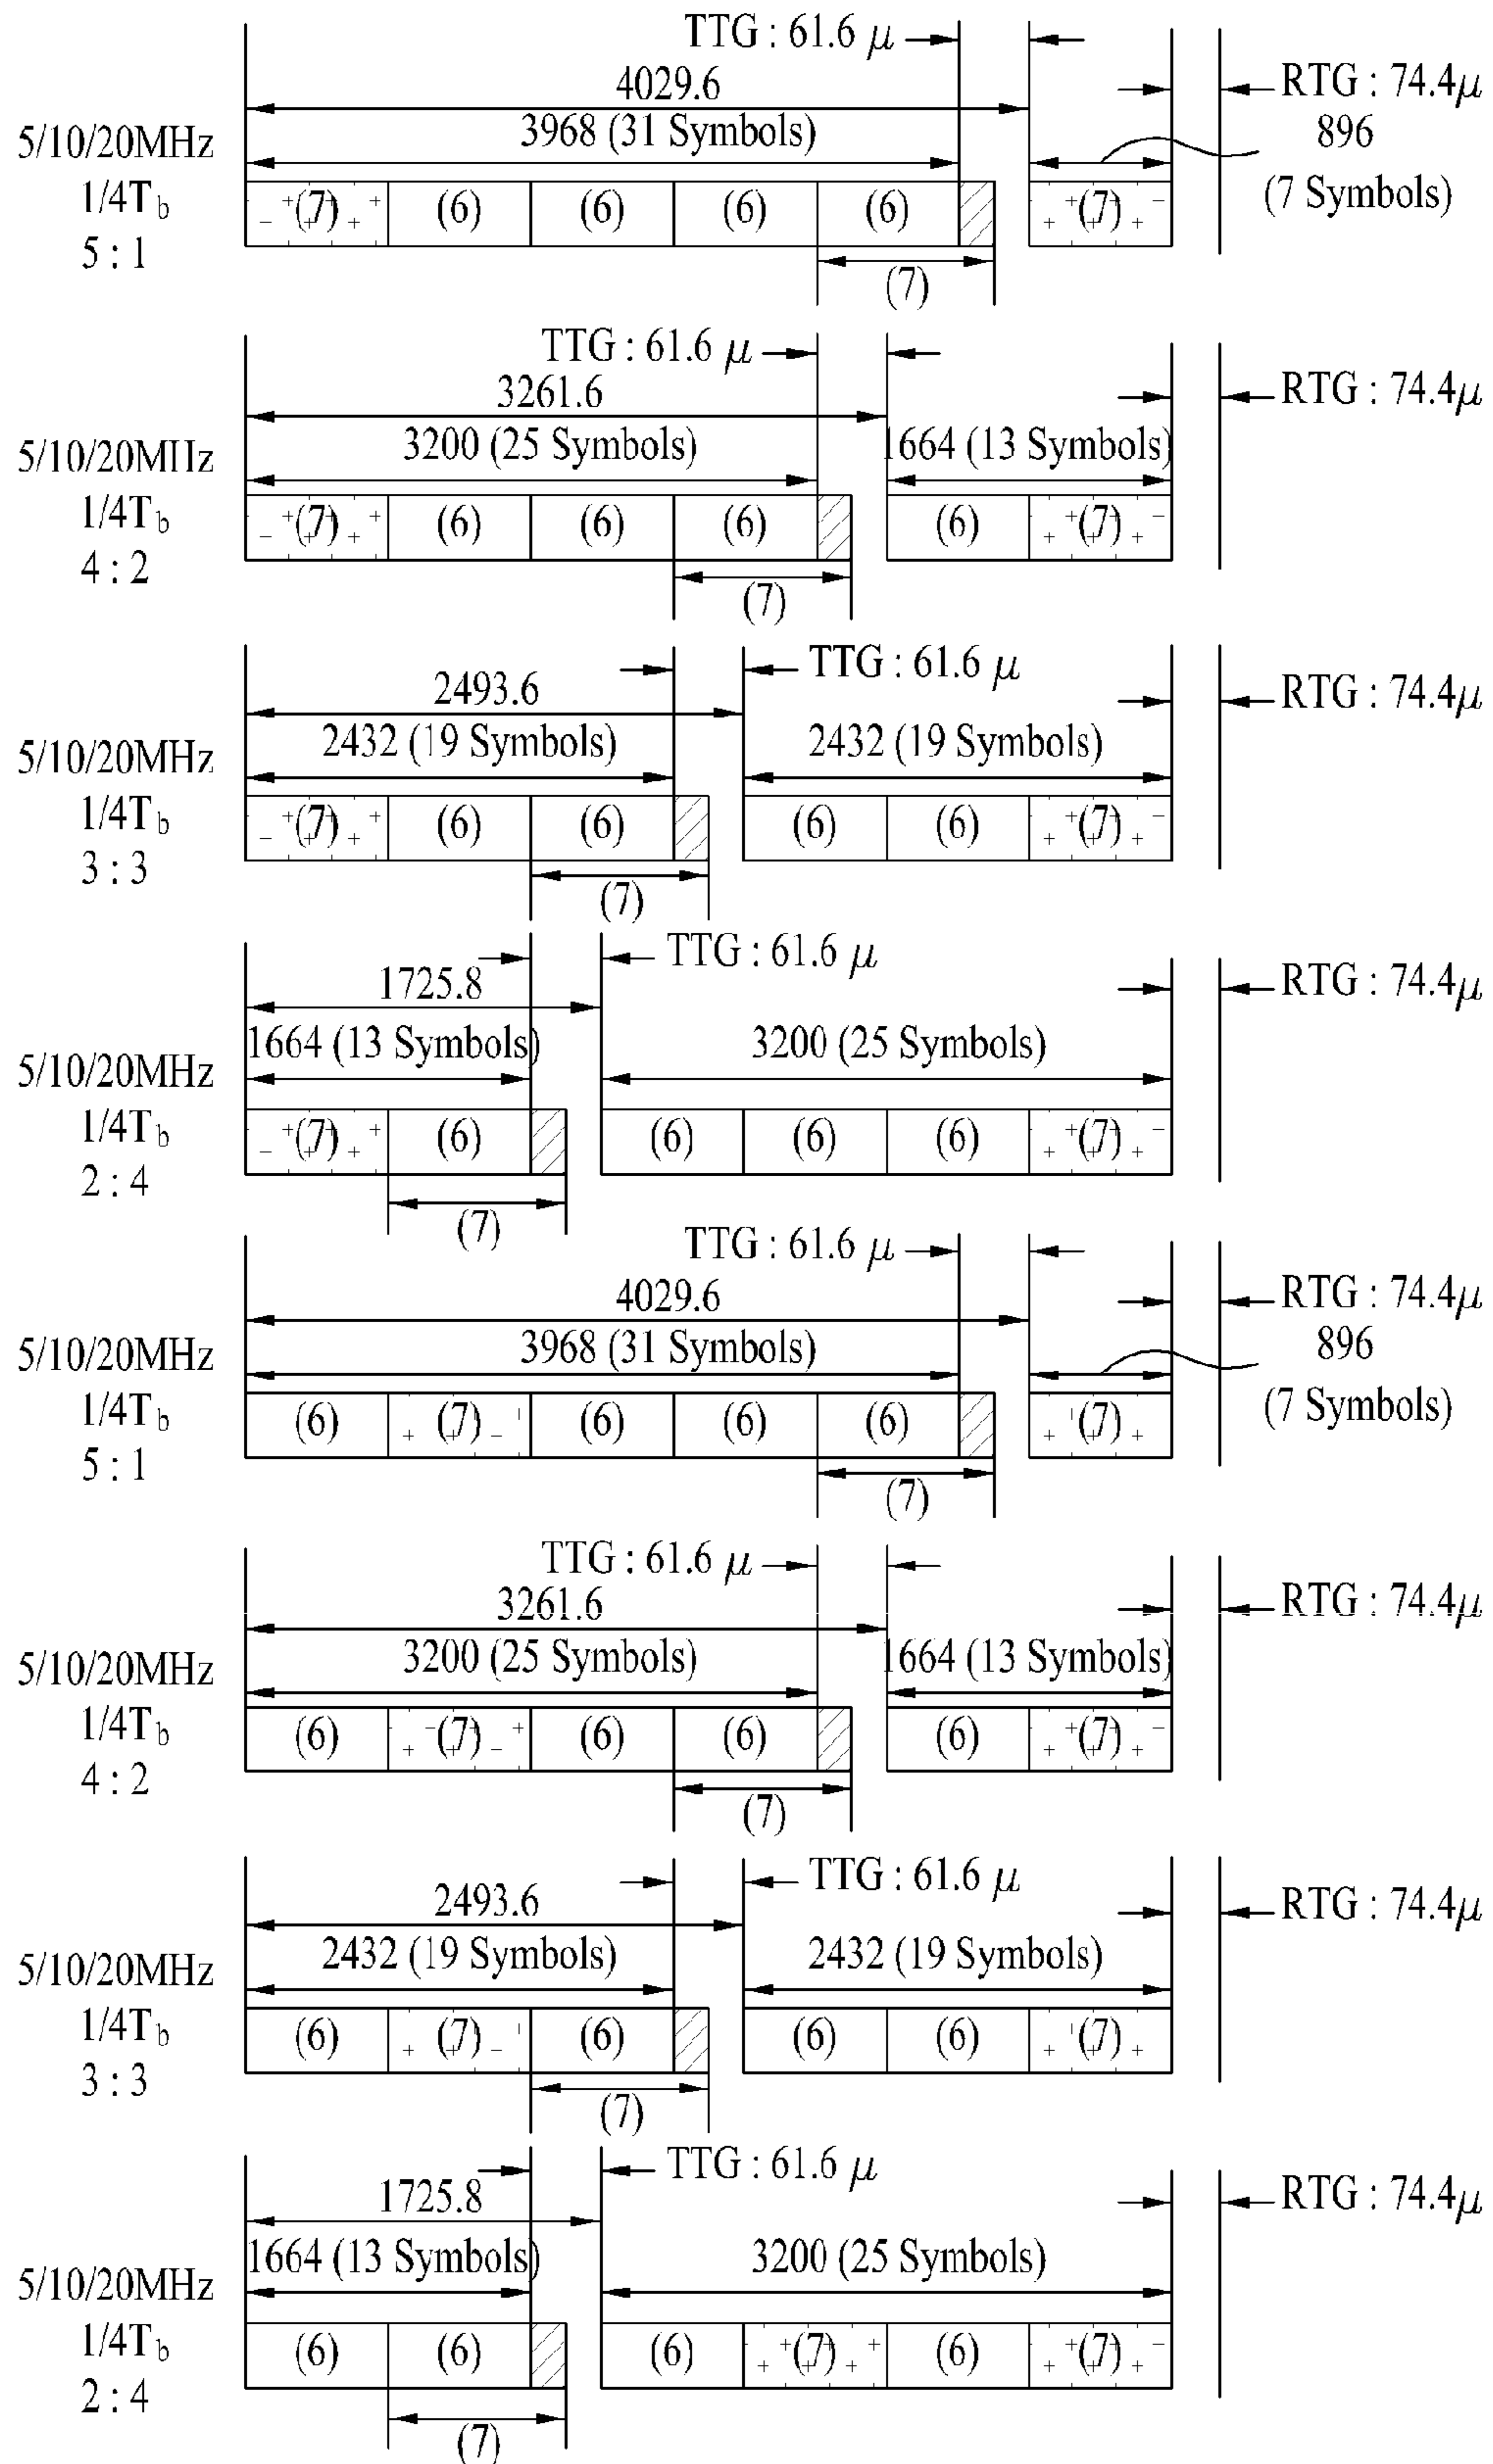 TTG : 61.6 μ
4029.6
RTG : 74.4μ
3968 (31 Symbols)
896
(7 Symbols)
5/10/20MHz
1/4Tb
5 : 1
(7) (6) (6) (6) (6) (7)
(7)
TTG : 61.6 μ
3261.6
RTG : 74.4μ
3200 (25 Symbols)
1664 (13 Symbols)
5/10/20MHz
1/4Tb
4 : 2
(7) (6) (6) (6) (6) (7)
(7)
TTG : 61.6 μ
2493.6
RTG : 74.4μ
2432 (19 Symbols)
2432 (19 Symbols)
5/10/20MHz
1/4Tb
3 : 3
(7) (6) (6) (6) (6) (7)
(7)
TTG : 61.6 μ
1725.8
RTG : 74.4μ
1664 (13 Symbols)
3200 (25 Symbols)
5/10/20MHz
1/4Tb
2 : 4
(7) (6) (6) (6) (6) (7)
(7)
TTG : 61.6 μ
4029.6
RTG : 74.4μ
3968 (31 Symbols)
896
(7 Symbols)
5/10/20MHz
1/4Tb
5 : 1
(6) (7) (6) (6) (6) (7)
(7)
TTG : 61.6 μ
3261.6
RTG : 74.4μ
3200 (25 Symbols)
1664 (13 Symbols)
5/10/20MHz
1/4Tb
4 : 2
(6) (7) (6) (6) (6) (7)
(7)
TTG : 61.6 μ
2493.6
RTG : 74.4μ
2432 (19 Symbols)
2432 (19 Symbols)
5/10/20MHz
1/4Tb
3 : 3
(6) (7) (6) (6) (6) (7)
(7)
TTG : 61.6 μ
1725.8
RTG : 74.4μ
1664 (13 Symbols)
3200 (25 Symbols)
5/10/20MHz
1/4Tb
2 : 4
(6) (6) (6) (7) (6) (7)
(7)